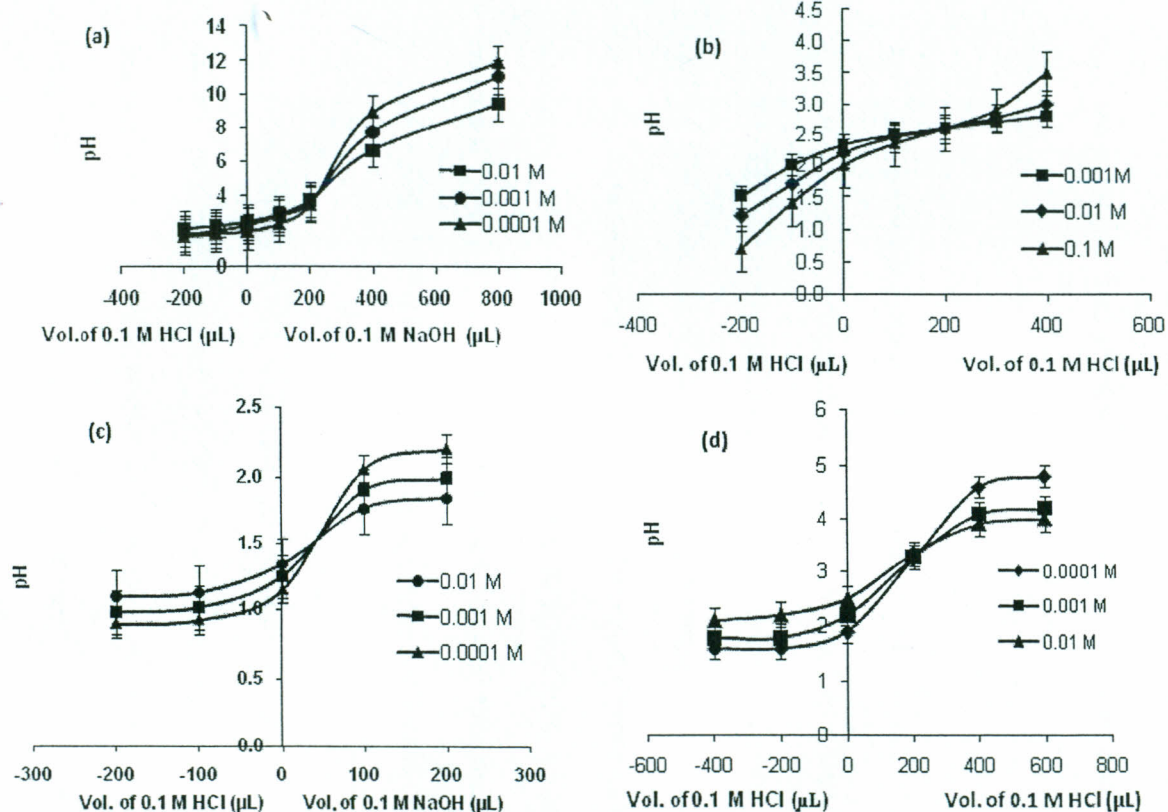 (a)
14
12
10
8
6
4
2
0
pH
0.01 M
0.001 M
0.0001 M
-400 -200 0 200 400 600 800 1000
Vol.of 0.1 M HCl (µL) Vol.of 0.1 M NaOH (µL)
(b)
4.5
4.0
3.5
3.0
2.5
2.0
1.5
1.0
0.5
0.0
pH
0.001M
0.01 M
0.1 M
-400 -200 0 200 400 600
Vol. of 0.1 M HCl (µL) Vol. of 0.1 M HCl (µL)
(c)
2.5
2.0
1.5
1.0
0.5
0.0
pH
0.01 M
0.001 M
0.0001 M
-300 -200 -100 0 100 200 300
Vol. of 0.1 M HCl (µL) Vol. of 0.1 M NaOH (µL)
(d)
6
5
4
3
2
1
0
pH
0.0001 M
0.001 M
0.01 M
-600 -400 -200 0 200 400 600 800
Vol. of 0.1 M HCl (µL) Vol. of 0.1 M HCl (µL)